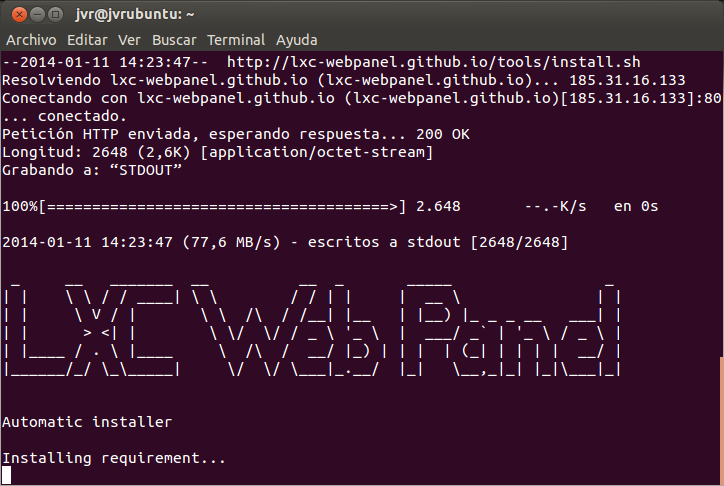 jvr@jvrubuntu: ~
Archivo Editar Ver Buscar Terminal Ayuda
--2014-01-11 14:23:47--  http://lxc-webpanel.github.io/tools/install.sh
Resolviendo lxc-webpanel.github.io (lxc-webpanel.github.io)... 185.31.16.133
Conectando con lxc-webpanel.github.io (lxc-webpanel.github.io)[185.31.16.133]:80
... conectado.
Petición HTTP enviada, esperando respuesta... 200 OK
Longitud: 2648 (2,6K) [application/octet-stream]
Grabando a: “STDOUT”
100%[======================================>] 2.648       --.-K/s   en 0s
2014-01-11 14:23:47 (77,6 MB/s) - escritos a stdout [2648/2648]
LXC Web Panel
Automatic installer
Installing requirement...